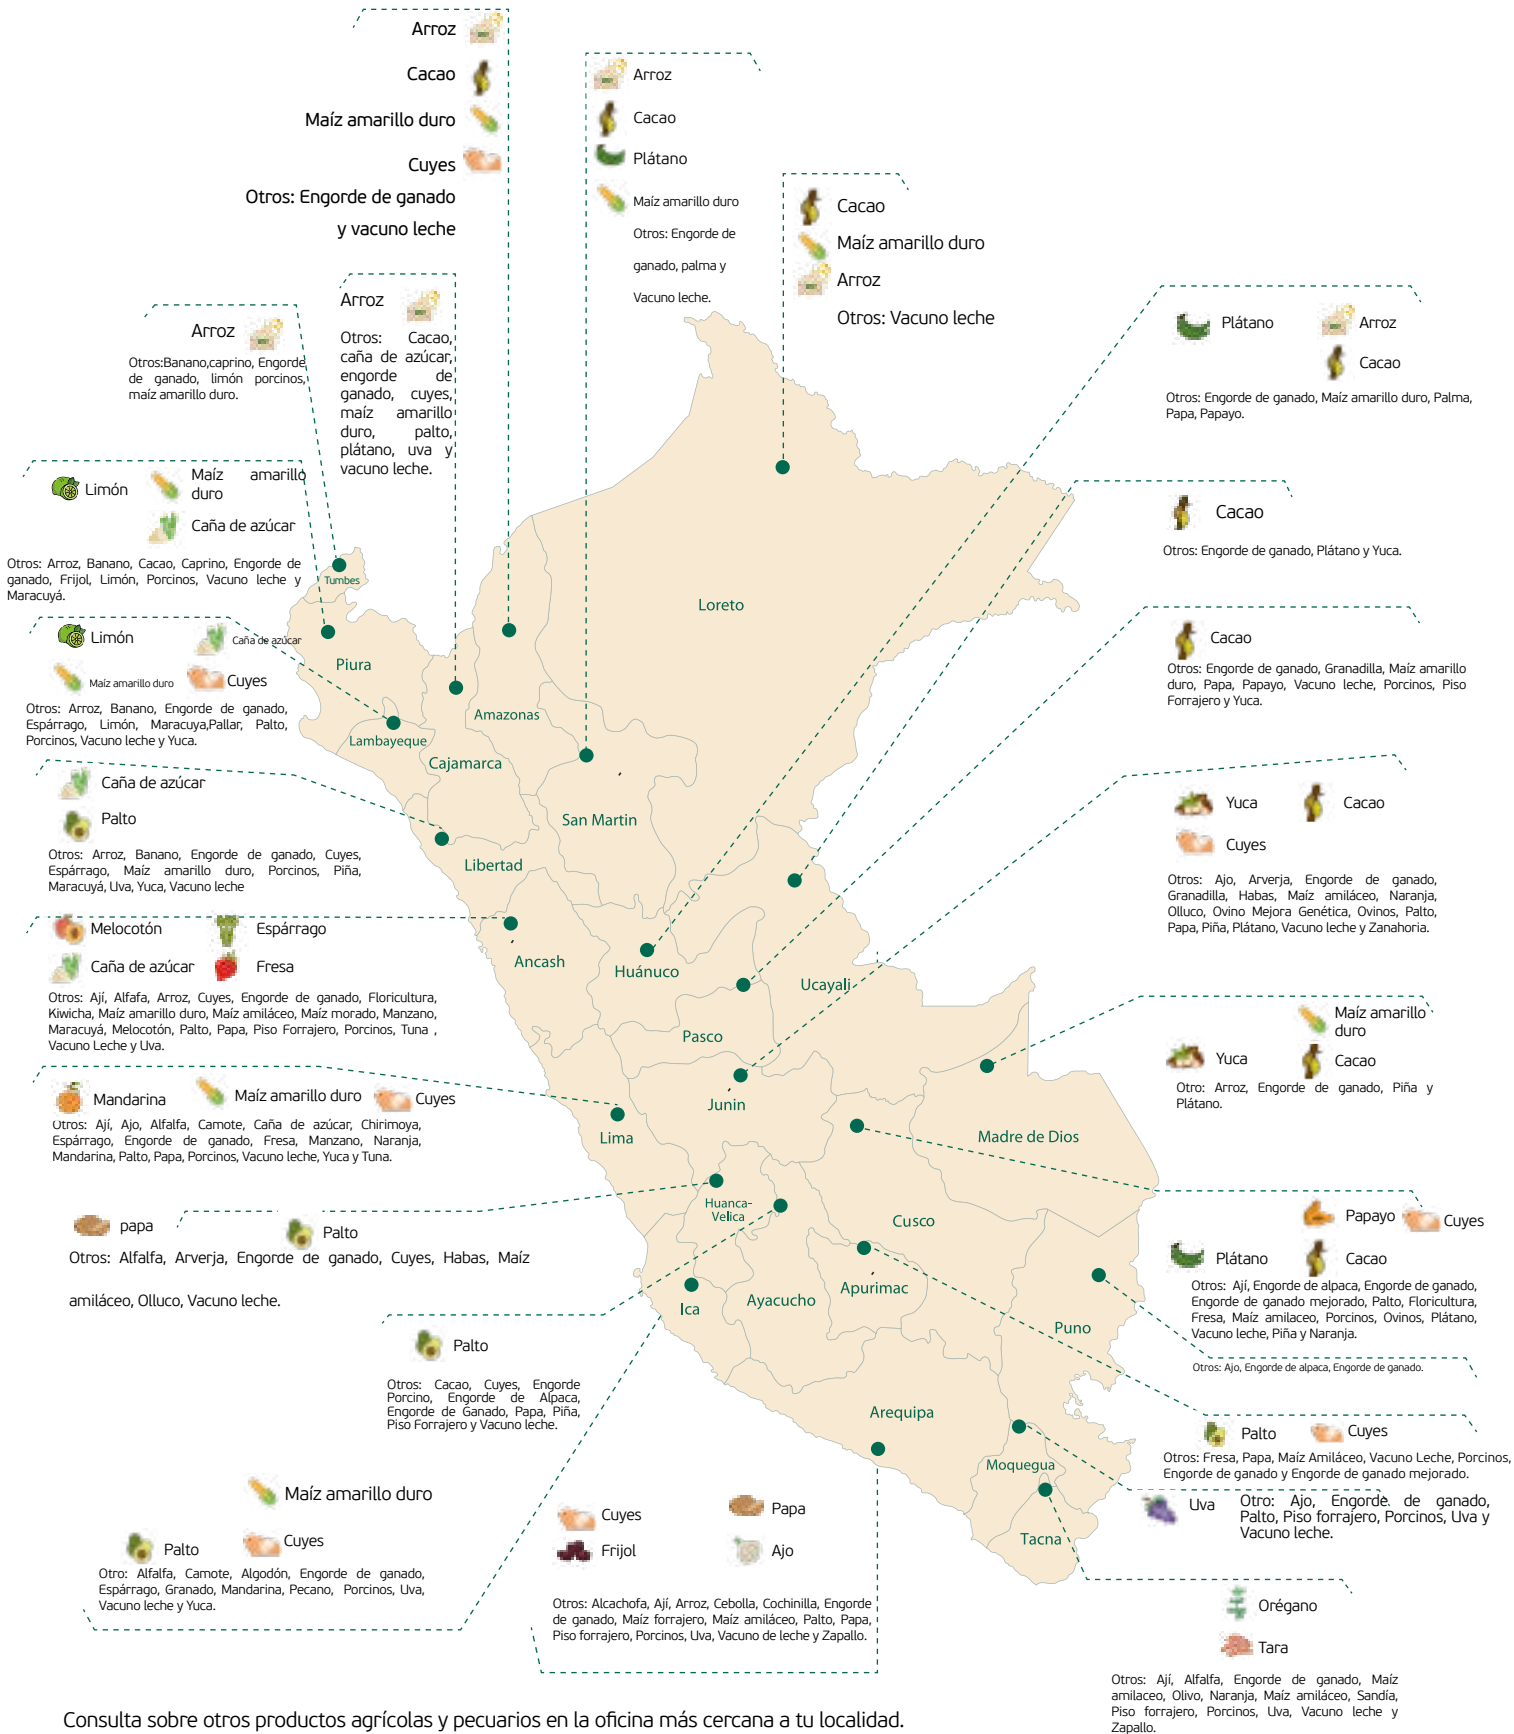 Arroz
Cacao
Maíz amarillo duro
Cuyes
Otros: Engorde de ganado
y vacuno leche
Arroz
Cacao
Plátano
Maíz amarillo duro
Otros: Engorde de
ganado, palma y
Vacuno leche.
Cacao
Maíz amarillo duro
Arroz
Otros: Vacuno leche
Arroz
Otros: Cacao,
caña de azúcar,
engorde de
ganado, cuyes,
maíz amarillo
duro, palto,
plátano, uva y
vacuno leche.
Arroz
Otros:Banano,caprino, Engorde
de ganado, limón porcinos,
maíz amarillo duro.
Plátano
Arroz
Cacao
Otros: Engorde de ganado, Maíz amarillo duro, Palma,
Papa, Papayo.
Limón
Maíz amarillo
duro
Caña de azúcar
Otros: Arroz, Banano, Cacao, Caprino, Engorde de
ganado, Frijol, Limón, Porcinos, Vacuno leche y
Maracuyá.
Cacao
Otros: Engorde de ganado, Plátano y Yuca.
Limón
Caña de azúcar
Maíz amarillo duro
Cuyes
Otros: Arroz, Banano, Engorde de ganado,
Espárrago, Limón, Maracuya,Pallar, Palto,
Porcinos, Vacuno leche y Yuca.
Cacao
Otros: Engorde de ganado, Granadilla, Maíz amarillo
duro, Papa, Papayo, Vacuno leche, Porcinos, Piso
Forrajero y Yuca.
Caña de azúcar
Palto
Otros: Arroz, Banano, Engorde de ganado, Cuyes,
Espárrago, Maíz amarillo duro, Porcinos, Piña,
Maracuyá, Uva, Yuca, Vacuno leche
Yuca
Cacao
Cuyes
Otros: Ajo, Arverja, Engorde de ganado,
Granadilla, Habas, Maíz amiláceo, Naranja,
Olluco, Ovino Mejora Genética, Ovinos, Palto,
Papa, Piña, Plátano, Vacuno leche y Zanahoria.
Melocotón
Espárrago
Caña de azúcar
Fresa
Otros: Ají, Alfafa, Arroz, Cuyes, Engorde de ganado, Floricultura,
Kiwicha, Maíz amarillo duro, Maíz amiláceo, Maíz morado, Manzano,
Maracuyá, Melocotón, Palto, Papa, Piso Forrajero, Porcinos, Tuna ,
Vacuno Leche y Uva.
Maíz amarillo
duro
Yuca
Cacao
Otro: Arroz, Engorde de ganado, Piña y
Plátano.
Mandarina
Maíz amarillo duro
Cuyes
Otros: Ají, Ajo, Alfalfa, Camote, Caña de azúcar, Chirimoya,
Espárrago, Engorde de ganado, Fresa, Manzano, Naranja,
Mandarina, Palto, Papa, Porcinos, Vacuno leche, Yuca y Tuna.
papa
Palto
Otros: Alfalfa, Arverja, Engorde de ganado, Cuyes, Habas, Maíz
amiláceo, Olluco, Vacuno leche.
Papayo
Cuyes
Plátano
Cacao
Otros: Ají, Engorde de alpaca, Engorde de ganado,
Engorde de ganado mejorado, Palto, Floricultura,
Fresa, Maíz amilaceo, Porcinos, Ovinos, Plátano,
Vacuno leche, Piña y Naranja.
Otros: Ajo, Engorde de alpaca, Engorde de ganado.
Palto
Otros: Cacao, Cuyes, Engorde
Porcino, Engorde de Alpaca,
Engorde de Ganado, Papa, Piña,
Piso Forrajero y Vacuno leche.
Palto
Cuyes
Otros: Fresa, Papa, Maíz Amiláceo, Vacuno Leche, Porcinos,
Engorde de ganado y Engorde de ganado mejorado.
Maíz amarillo duro
Palto
Cuyes
Otro: Alfalfa, Camote, Algodón, Engorde de ganado,
Espárrago, Granado, Mandarina, Pecano, Porcinos, Uva,
Vacuno leche y Yuca.
Cuyes
Papa
Frijol
Ajo
Otros: Alcachofa, Ají, Arroz, Cebolla, Cochinilla, Engorde
de ganado, Maíz forrajero, Maíz amiláceo, Palto, Papa,
Piso forrajero, Porcinos, Uva, Vacuno de leche y Zapallo.
Uva
Otro: Ajo, Engorde de ganado,
Palto, Piso forrajero, Porcinos, Uva y
Vacuno leche.
Orégano
Tara
Otros: Ají, Alfalfa, Engorde de ganado, Maíz
amilaceo, Olivo, Naranja, Maíz amiláceo, Sandía,
Piso forrajero, Porcinos, Uva, Vacuno leche y
Zapallo.
Tumbes
Piura
Loreto
Amazonas
Lambayeque
Cajamarca
San Martin
Libertad
Ancash
Huánuco
Ucayali
Pasco
Junin
Lima
Madre de Dios
Huanca-
Velica
Cusco
Ica
Ayacucho
Apurimac
Puno
Arequipa
Moquegua
Tacna
Consulta sobre otros productos agrícolas y pecuarios en la oficina más cercana a tu localidad.